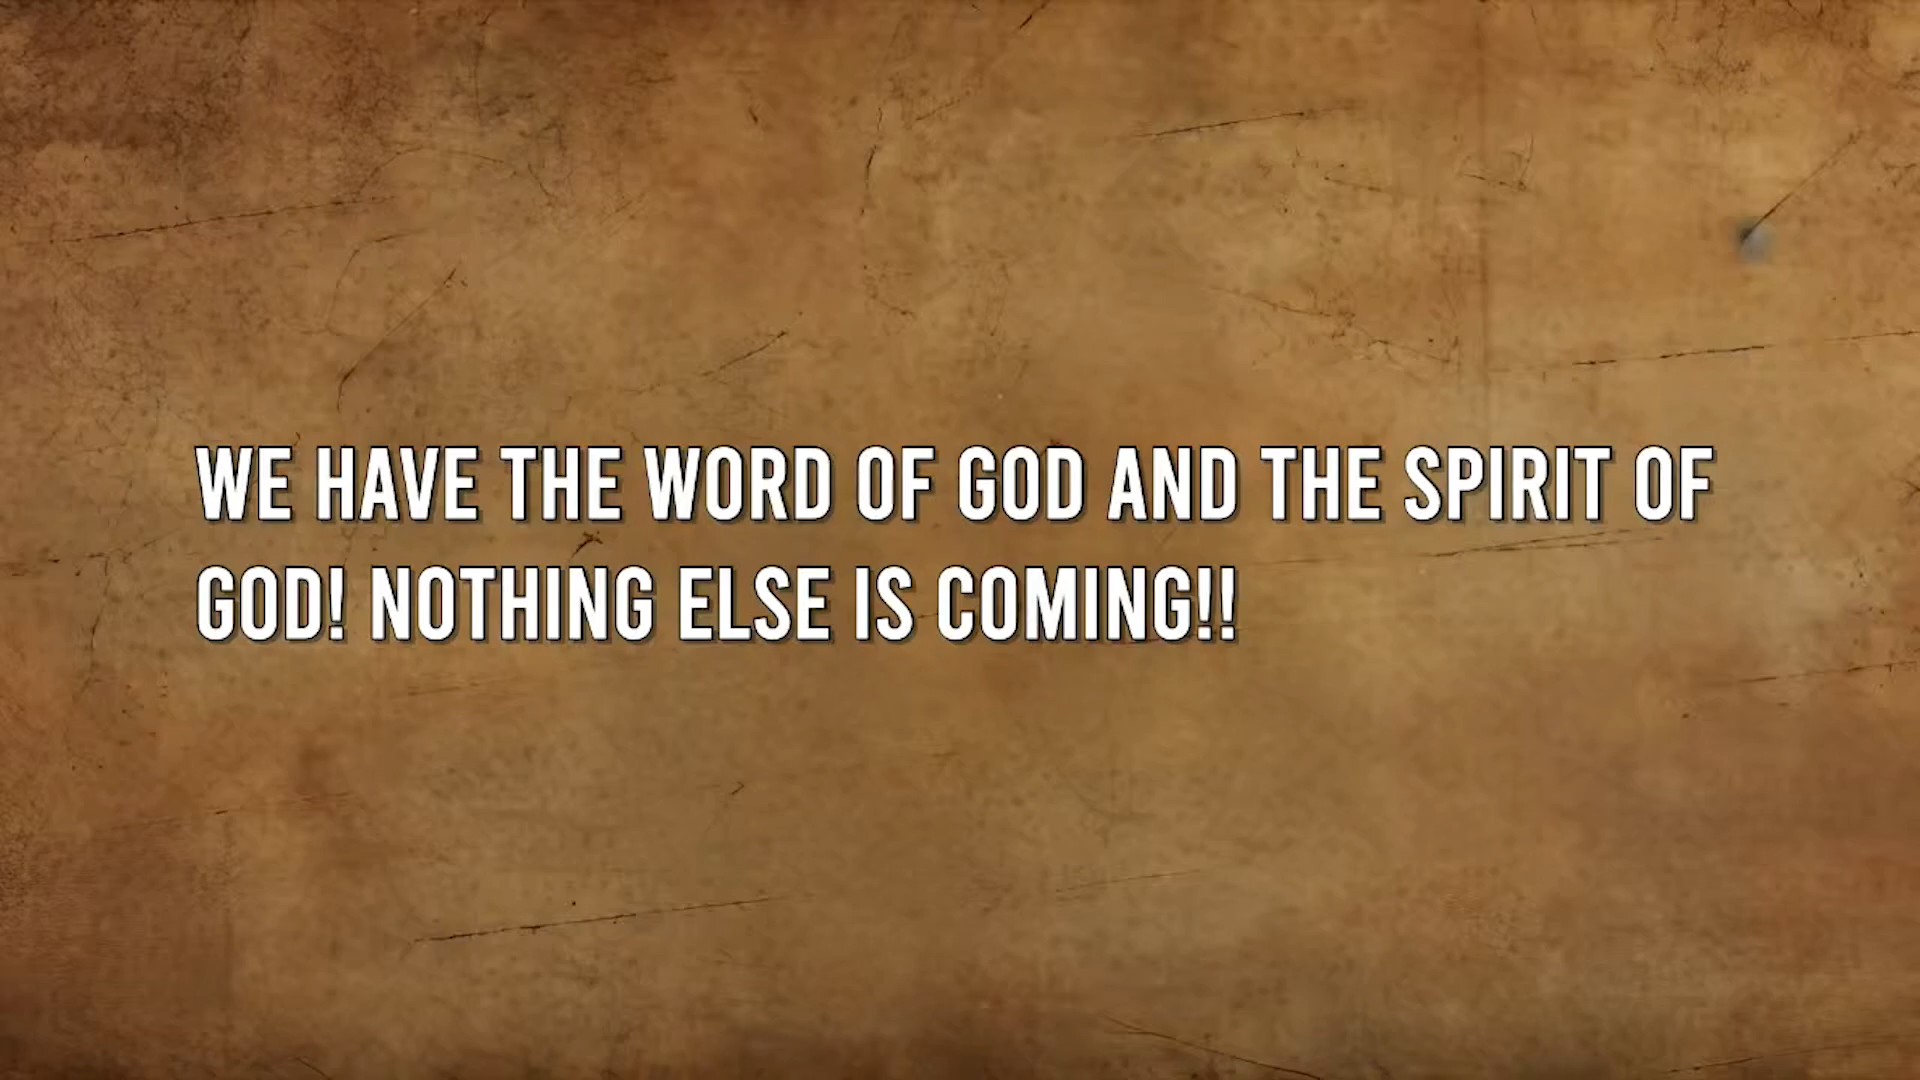 WE HAVE THE WORD OF GOD AND THE SPIRIT OF
GOD! NOTHING ELSE IS COMING!!